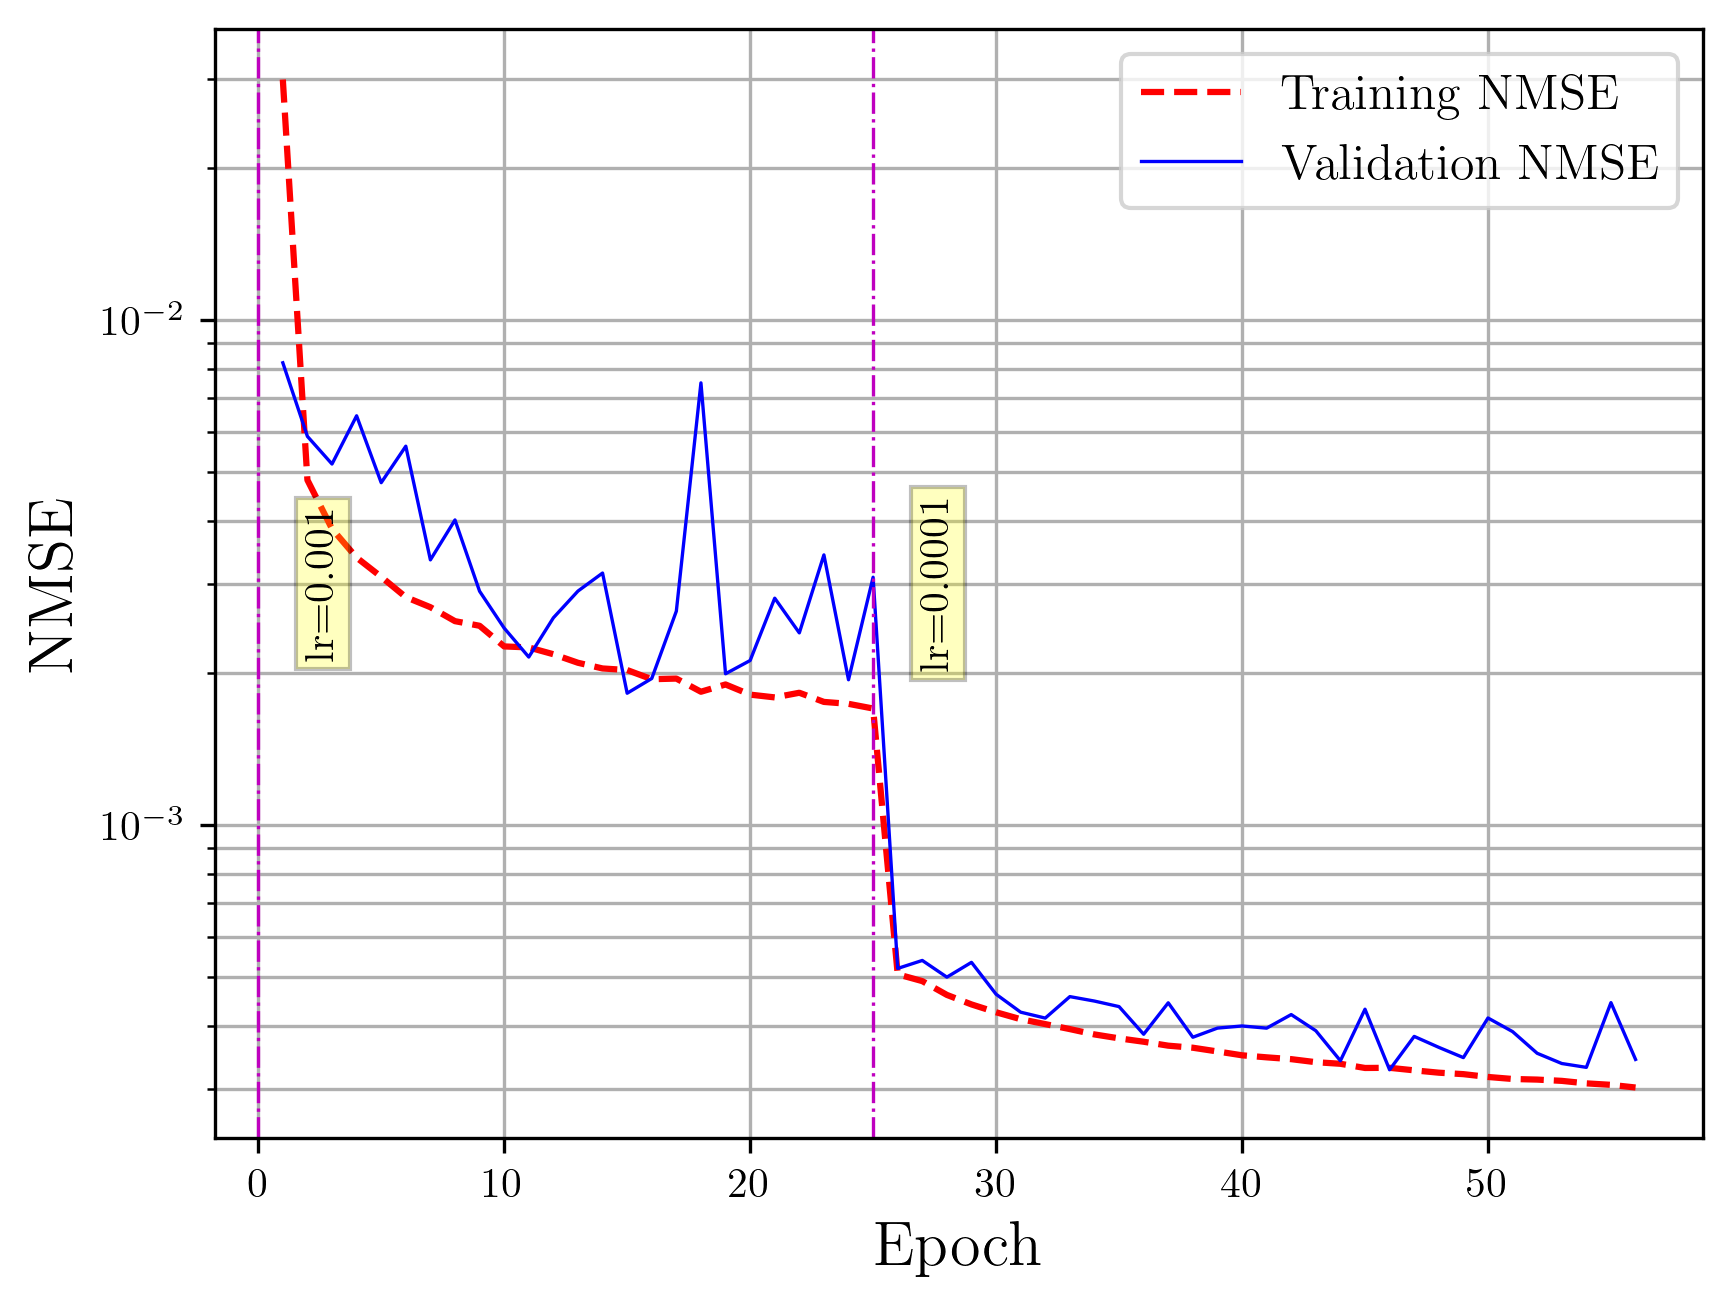 Training NMSE
Validation NMSE
NMSE
10⁻²
10⁻³
lr=0.001
lr=0.0001
0 10 20 30 40 50
Epoch